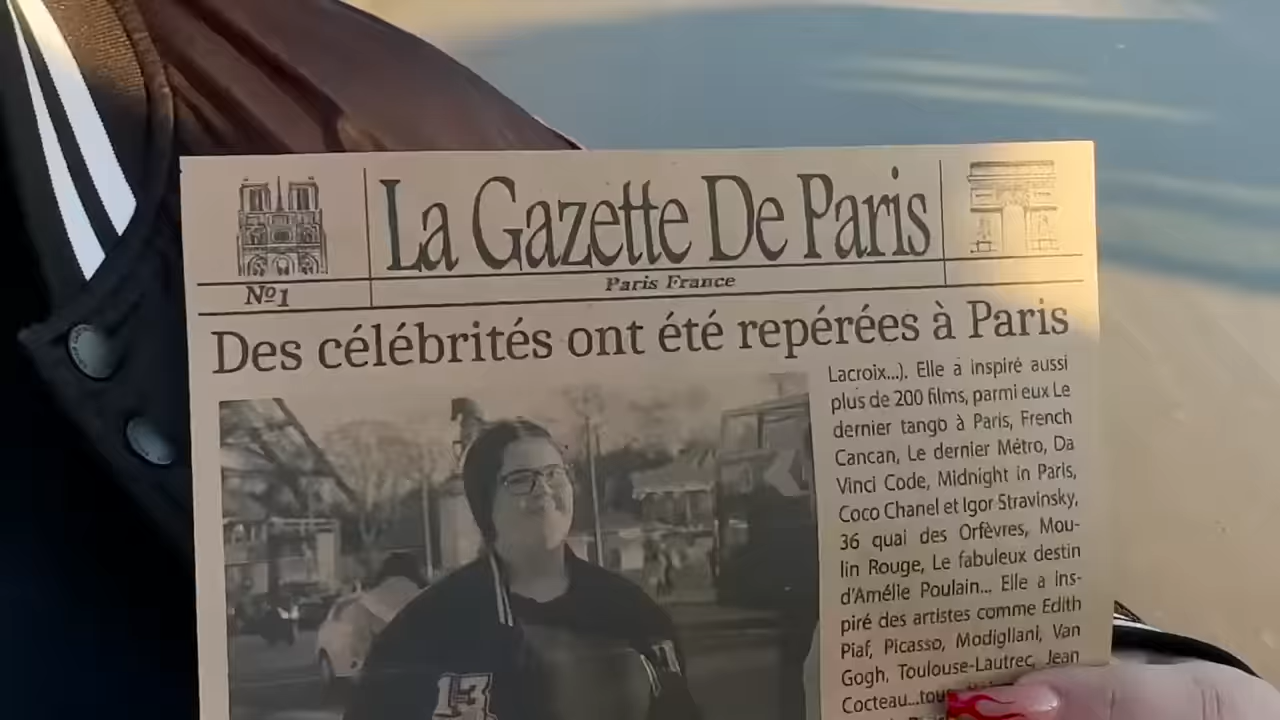 La Gazette De Paris
Nº1
Paris France
Des célébrités ont été repérées à Paris
Lacroix...). Elle a inspiré aussi
plus de 200 films, parmi eux Le
dernier tango à Paris, French
Cancan, Le dernier Métro, Da
Vinci Code, Midnight in Paris,
Coco Chanel et Igor Stravinsky,
36 quai des Orfèvres, Mou-
lin Rouge, Le fabuleux destin
d'Amélie Poulain... Elle a ins-
piré des artistes comme Edith
Piaf, Picasso, Modigliani, Van
Gogh, Toulouse-Lautrec, Jean
Cocteau...tous
13